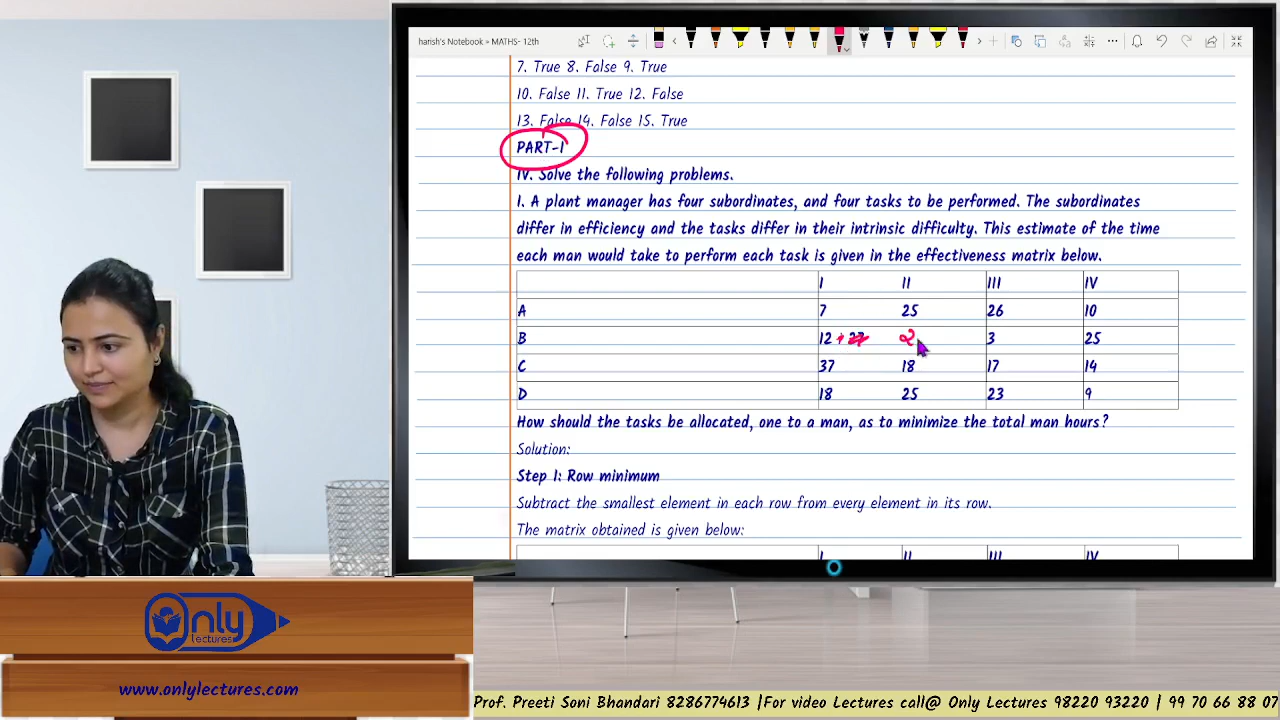 harish's Notebook » MATHS- 12th
7. True 8. False 9. True
10. False 11. True 12. False
13. False 14. False 15. True
PART-I
IV. Solve the following problems.
1. A plant manager has four subordinates, and four tasks to be performed. The subordinates
differ in efficiency and the tasks differ in their intrinsic difficulty. This estimate of the time
each man would take to perform each task is given in the effectiveness matrix below.
I II III IV
A 7 25 26 10
B 12 2 3 25
C 37 18 17 14
D 18 25 23 9
How should the tasks be allocated, one to a man, as to minimize the total man hours?
Solution:
Step 1: Row minimum
Subtract the smallest element in each row from every element in its row.
The matrix obtained is given below:
I II III IV
Only
lectures
www.onlylectures.com
Prof. Preeti Soni Bhandari 8286774613 |For video Lectures call@ Only Lectures 98220 93220 | 99 70 66 88 07